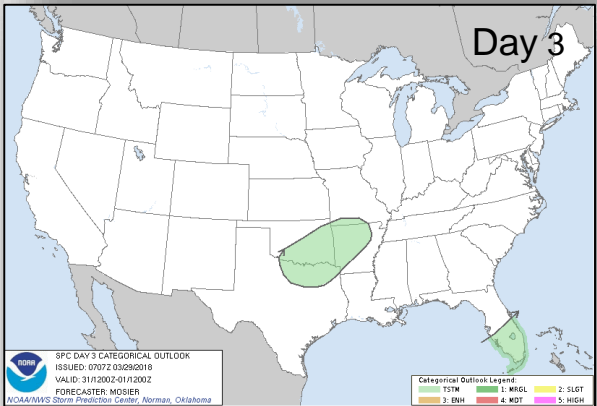 Day 3
NOAA
SPC DAY 3 CATEGORICAL OUTLOOK
ISSUED: 0707Z 03/29/2018
VALID: 31/1200Z-01/1200Z
FORECASTER: MOSIER
NOAA/NWS Storm Prediction Center, Norman, Oklahoma
Categorical Outlook Legend:
TSTM 1: MRGL 2: SLGT
3: ENH 4: MDT 5: HIGH